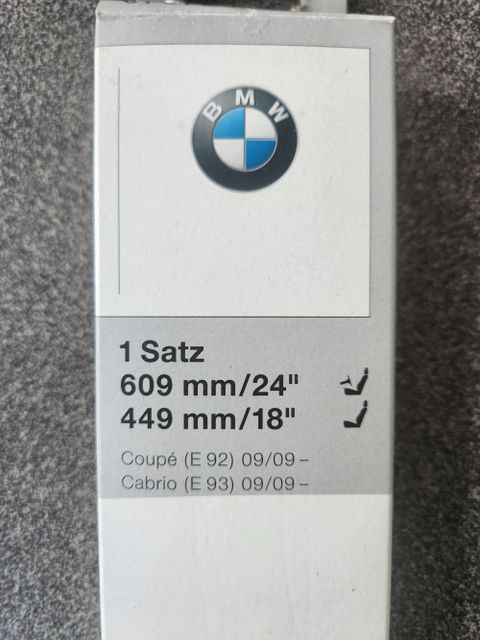 BMW
1 Satz
609 mm/24"
449 mm/18"
Coupé (E 92) 09/09 –
Cabrio (E 93) 09/09 –